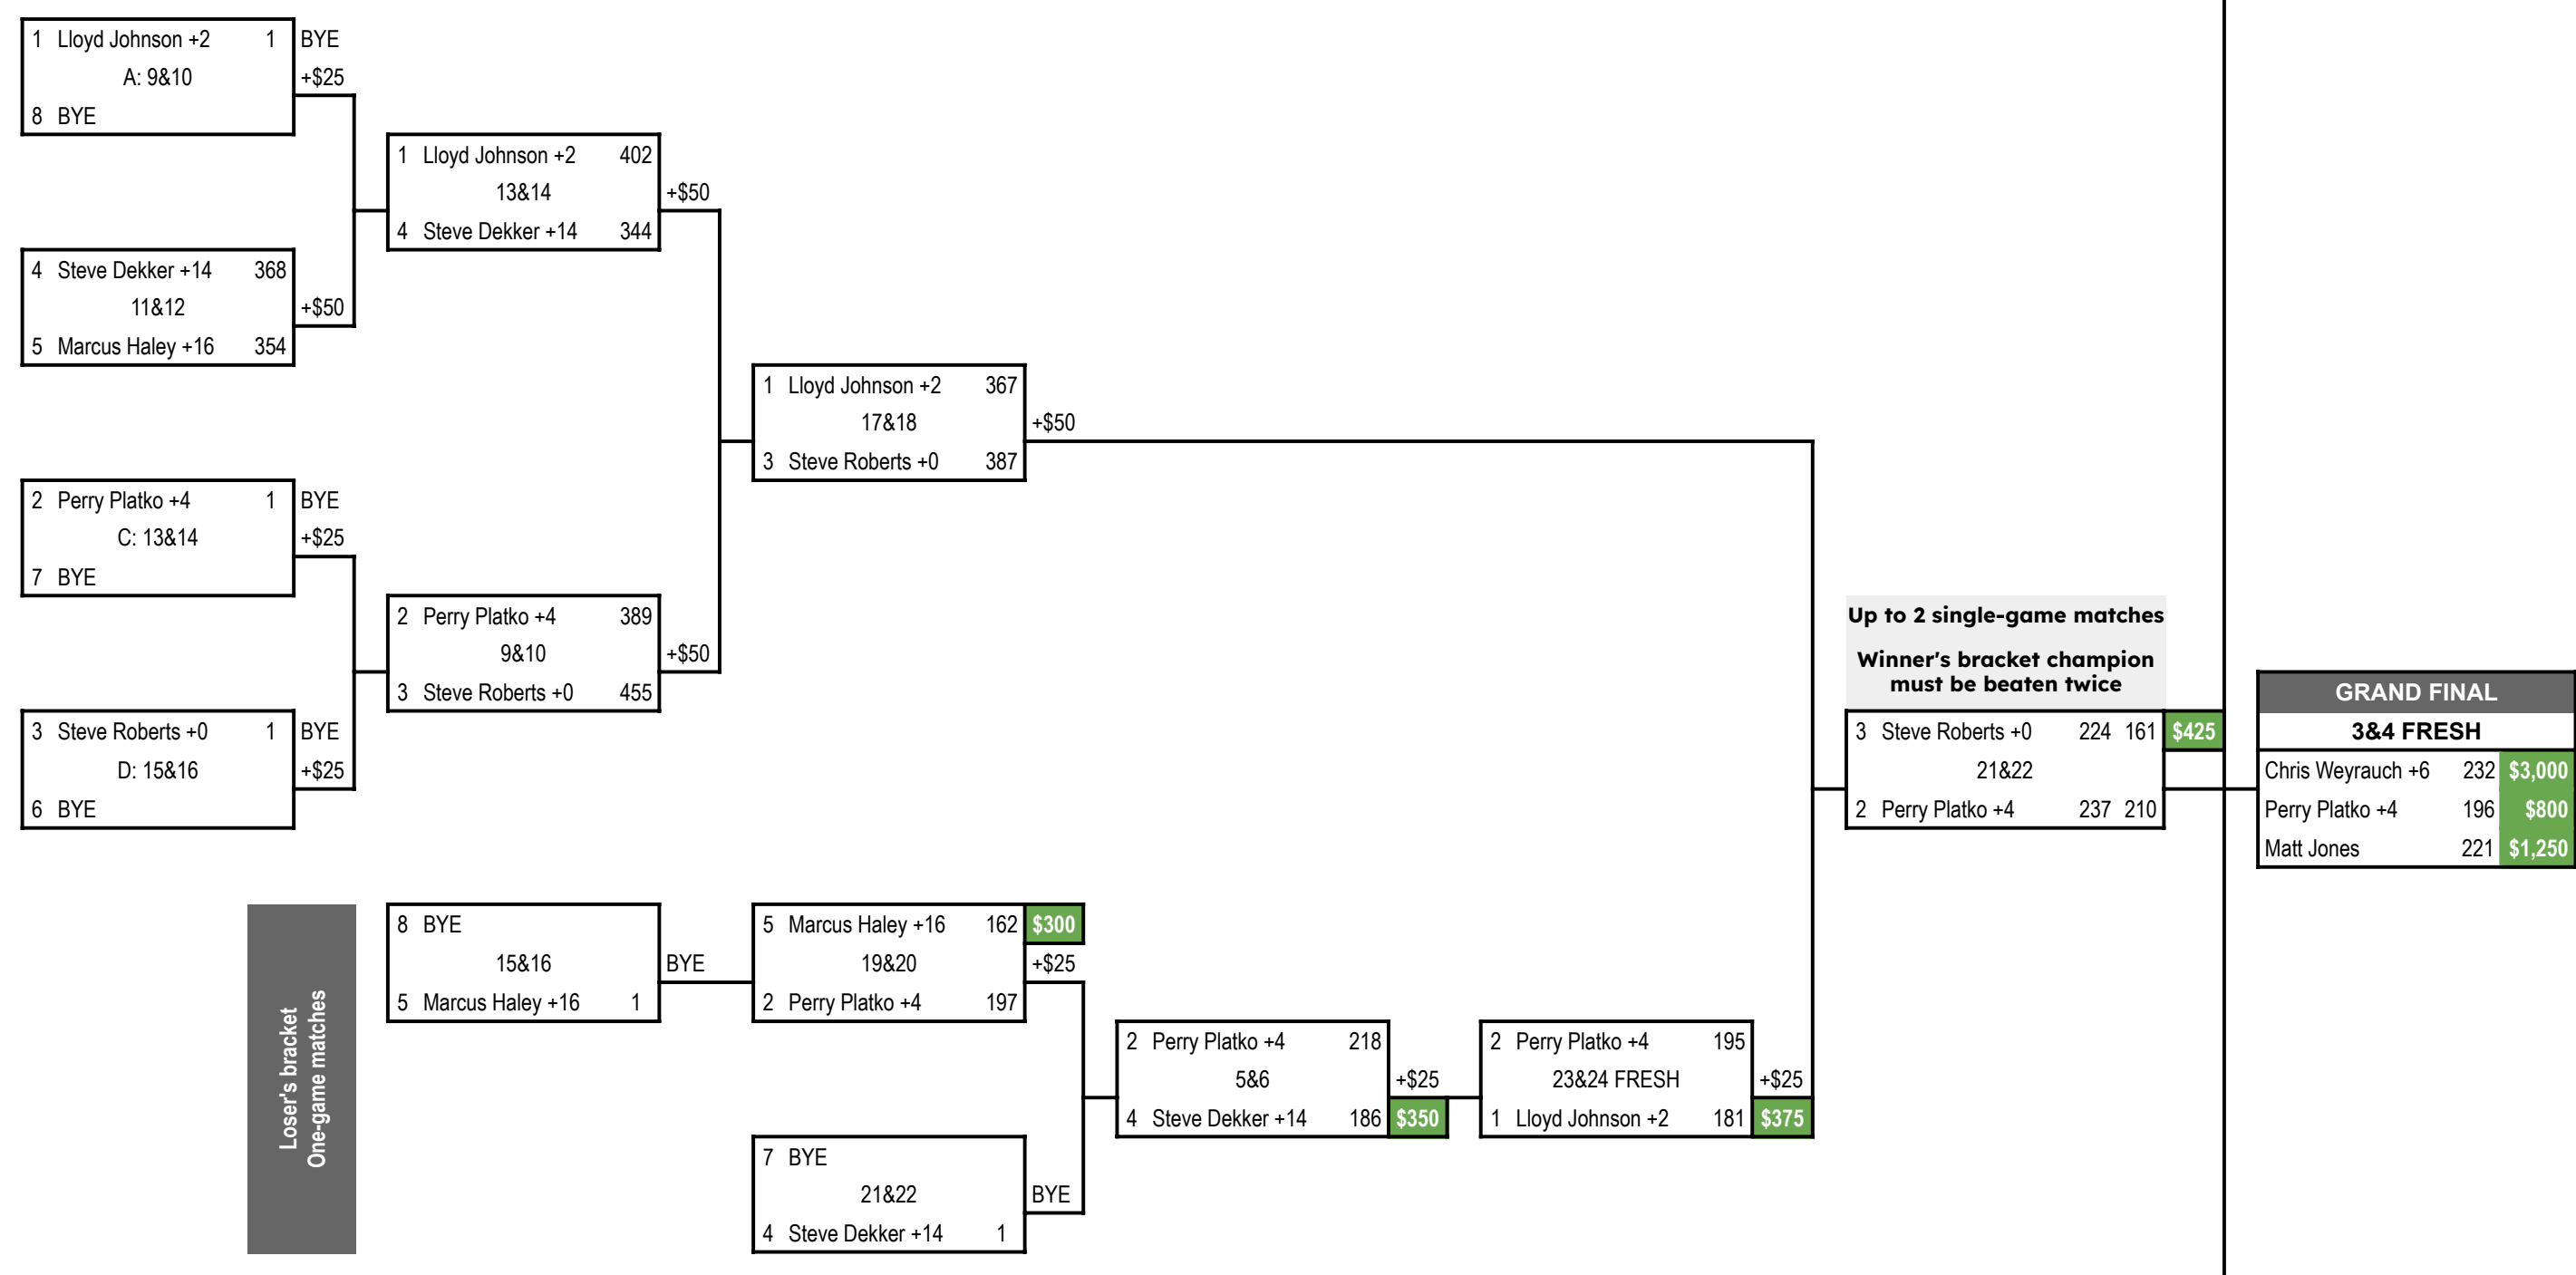 1 Lloyd Johnson +2 1 BYE
A: 9&10 +$25
8 BYE
4 Steve Dekker +14 368
11&12 +$50
5 Marcus Haley +16 354
2 Perry Platko +4 1 BYE
C: 13&14 +$25
7 BYE
3 Steve Roberts +0 1 BYE
D: 15&16 +$25
6 BYE
1 Lloyd Johnson +2 402
13&14 +$50
4 Steve Dekker +14 344
2 Perry Platko +4 389
9&10 +$50
3 Steve Roberts +0 455
1 Lloyd Johnson +2 367
17&18 +$50
3 Steve Roberts +0 387
Loser's bracket
One-game matches
8 BYE
15&16 BYE
5 Marcus Haley +16 1
5 Marcus Haley +16 162 $300
19&20 +$25
2 Perry Platko +4 197
7 BYE
21&22 BYE
4 Steve Dekker +14 1
2 Perry Platko +4 218
5&6 +$25
4 Steve Dekker +14 186 $350
2 Perry Platko +4 195
23&24 FRESH +$25
1 Lloyd Johnson +2 181 $375
Up to 2 single-game matches
Winner's bracket champion
must be beaten twice
3 Steve Roberts +0 224 161 $425
21&22
2 Perry Platko +4 237 210
GRAND FINAL
3&4 FRESH
Chris Weyrauch +6 232 $3,000
Perry Platko +4 196 $800
Matt Jones 221 $1,250